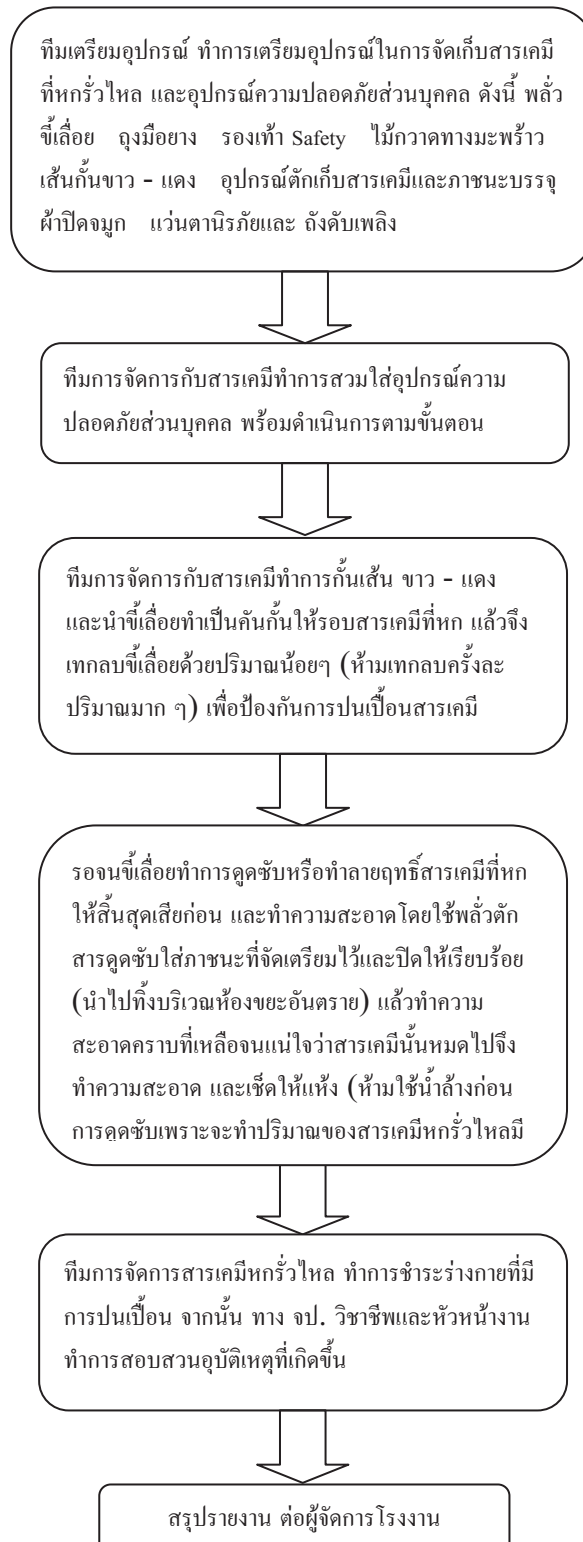 ทีมเตรียมอุปกรณ์ ทำการเตรียมอุปกรณ์ในการจัดเก็บสารเคมี
ที่หกรั่วไหล และอุปกรณ์ความปลอดภัยส่วนบุคคล ดังนี้ พลั่ว
ขี้เลื่อย ถุงมือยาง รองเท้า Safety ไม้กวาดทางมะพร้าว
เส้นกั้นขาว - แดง อุปกรณ์ตักเก็บสารเคมีและภาชนะบรรจุ
ผ้าปิดจมูก แว่นตานิรภัยและ ถังดับเพลิง
ทีมการจัดการกับสารเคมีทำการสวมใส่อุปกรณ์ความ
ปลอดภัยส่วนบุคคล พร้อมดำเนินการตามขั้นตอน
ทีมการจัดการกับสารเคมีทำการกั้นเส้น ขาว - แดง
และนำขี้เลื่อยทำเป็นคันกั้นให้รอบสารเคมีที่หก แล้วจึง
เทกลบขี้เลื่อยด้วยปริมาณน้อยๆ (ห้ามเทกลบครั้งละ
ปริมาณมาก ๆ) เพื่อป้องกันการปนเปื้อนสารเคมี
รอจนขี้เลื่อยทำการดูดซับหรือทำลายฤทธิ์สารเคมีที่หก
ให้สิ้นสุดเสียก่อน และทำความสะอาดโดยใช้พลั่วตัก
สารดูดซับใส่ภาชนะที่จัดเตรียมไว้และปิดให้เรียบร้อย
(นำไปทิ้งบริเวณห้องขยะอันตราย) แล้วทำความ
สะอาดคราบที่เหลือจนแน่ใจว่าสารเคมีนั้นหมดไปจึง
ทำความสะอาด และเช็ดให้แห้ง (ห้ามใช้น้ำล้างก่อน
การดูดซับเพราะจะทำปริมาณของสารเคมีหกรั่วไหลมี
ทีมการจัดการสารเคมีหกรั่วไหล ทำการชำระร่างกายที่มี
การปนเปื้อน จากนั้น ทาง จป. วิชาชีพและหัวหน้างาน
ทำการสอบสวนอุบัติเหตุที่เกิดขึ้น
สรุปรายงาน ต่อผู้จัดการโรงงาน